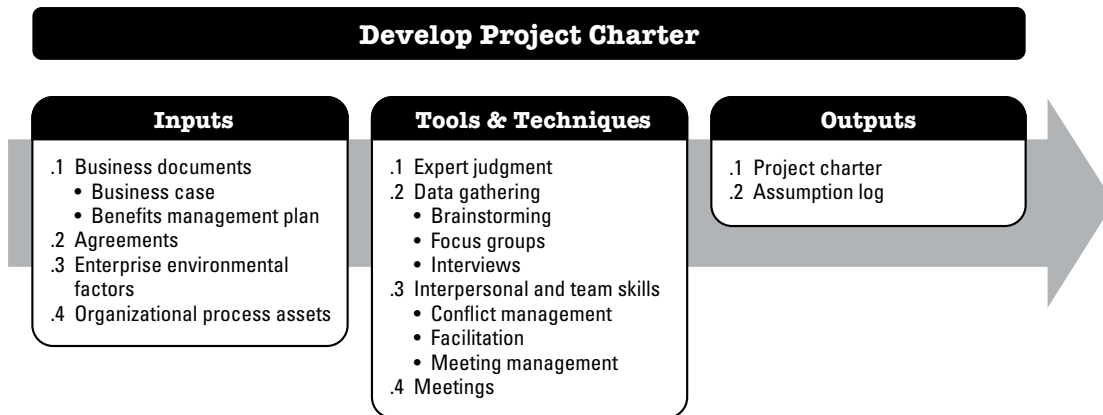 Develop Project Charter
Inputs
.1 Business documents
• Business case
• Benefits management plan
.2 Agreements
.3 Enterprise environmental
factors
.4 Organizational process assets
Tools & Techniques
.1 Expert judgment
.2 Data gathering
• Brainstorming
• Focus groups
• Interviews
.3 Interpersonal and team skills
• Conflict management
• Facilitation
• Meeting management
.4 Meetings
Outputs
.1 Project charter
.2 Assumption log